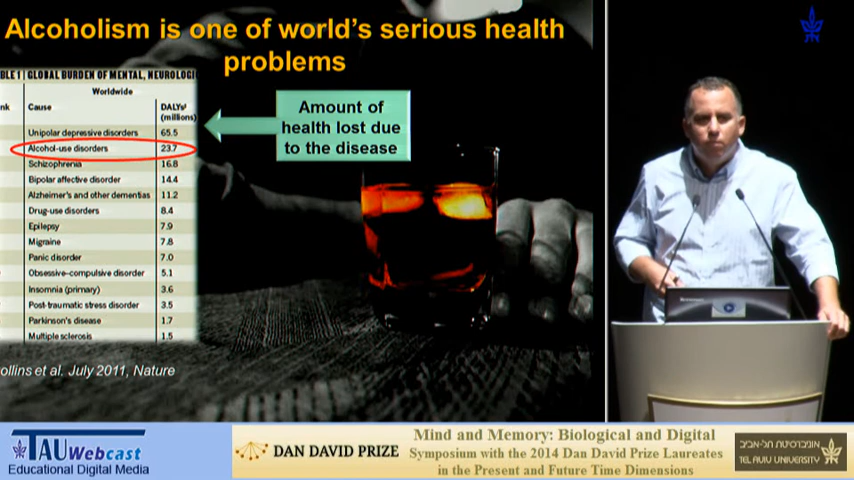 Alcoholism is one of world's serious health
problems
BLE 1 | GLOBAL BURDEN OF MENTAL, NEUROLOGI
Worldwide
nk Cause DALYs (millions)
Unipolar depressive disorders 65.5
Alcohol-use disorders 23.7
Schizophrenia 16.8
Bipolar affective disorder 14.4
Alzheimer's and other dementias 11.2
Drug-use disorders 8.4
Epilepsy 7.9
Migraine 7.8
Panic disorder 7.0
Obsessive–compulsive disorder 5.1
Insomnia (primary) 3.6
Post-traumatic stress disorder 3.5
Parkinson's disease 1.7
Multiple sclerosis 1.5
Amount of
health lost due
to the disease
ollins et al. July 2011, Nature
TAU Webcast
Educational Digital Media
DAN DAVID PRIZE
Mind and Memory: Biological and Digital
Symposium with the 2014 Dan David Prize Laureates
in the Present and Future Time Dimensions
אוניברסיטת תל-אביב
TEL AVIV UNIVERSITY